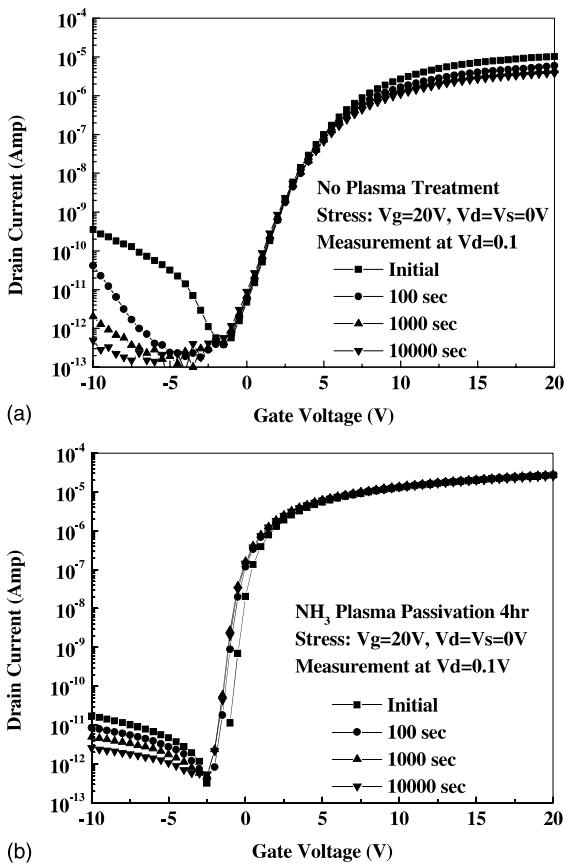 10^-4
10^-5
10^-6
10^-7
10^-8
10^-9
10^-10
10^-11
10^-12
10^-13
Drain Current (Amp)
No Plasma Treatment
Stress: Vg=20V, Vd=Vs=0V
Measurement at Vd=0.1
Initial
100 sec
1000 sec
10000 sec
-10 -5 0 5 10 15 20
(a)
Gate Voltage (V)
10^-4
10^-5
10^-6
10^-7
10^-8
10^-9
10^-10
10^-11
10^-12
10^-13
Drain Current (Amp)
NH3 Plasma Passivation 4hr
Stress: Vg=20V, Vd=Vs=0V
Measurement at Vd=0.1V
Initial
100 sec
1000 sec
10000 sec
-10 -5 0 5 10 15 20
(b)
Gate Voltage (V)